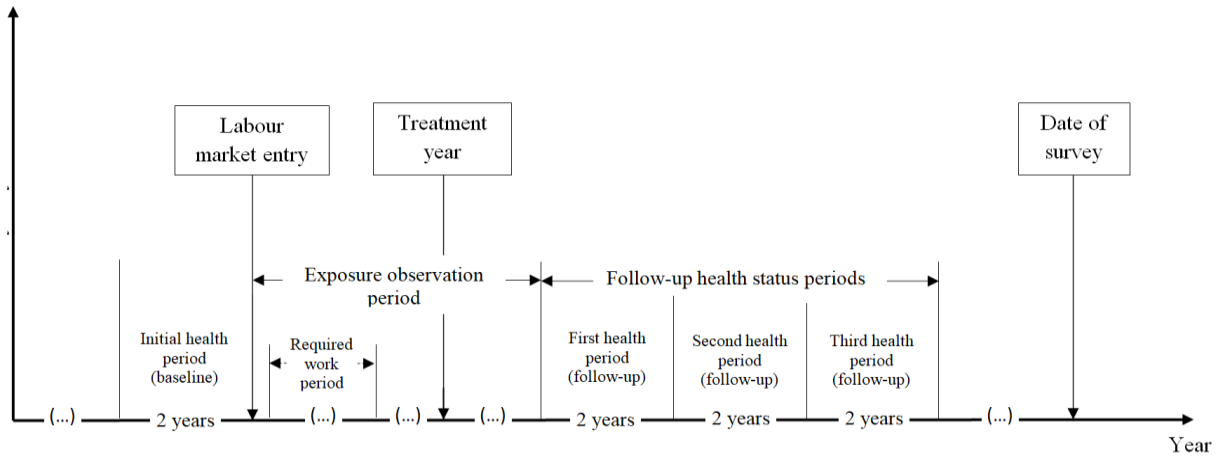 Labour
market entry
Treatment
year
Date of
survey
Exposure observation
period
Follow-up health status periods
Initial health
period
(baseline)
Required
work
period
First health
period
(follow-up)
Second health
period
(follow-up)
Third health
period
(follow-up)
(...)
2 years
(...)
(...)
(...)
2 years
2 years
2 years
(...)
Year